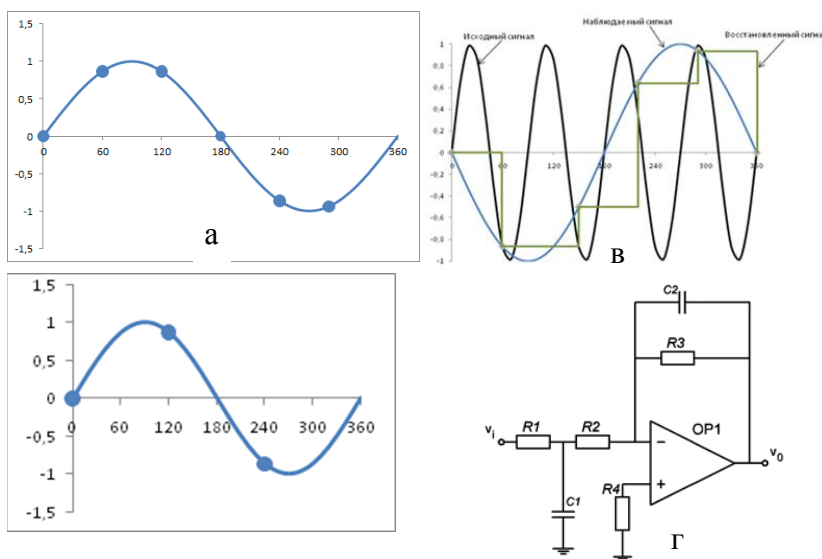 1,5
1
0,5
0
-0,5
-1
-1,5
0 60 120 180 240 300 360
а
Наблюдаемый сигнал
Исходный сигнал
Восстановленный сигна
1
0,8
0,6
0,4
0,2
0
-0,2
-0,4
-0,6
-0,8
-1
0 60 120 180 240 300 360
в
1,5
1
0,5
0
-0,5
-1
-1,5
0 60 120 180 240 300 360
C2
R3
OP1
vi R1 R2
−
+
v0
R4
C1
г